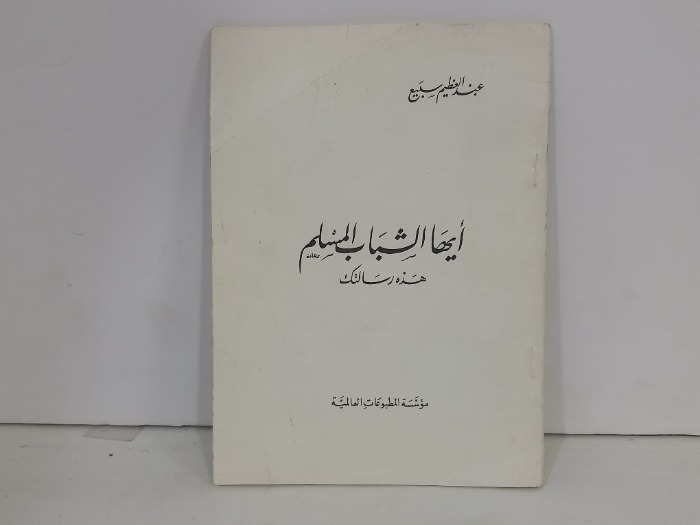 عبد العظيم سبيع
أيها الشباب المسلم
هذه رسالتك
مؤسسة المطبوعات العالمية